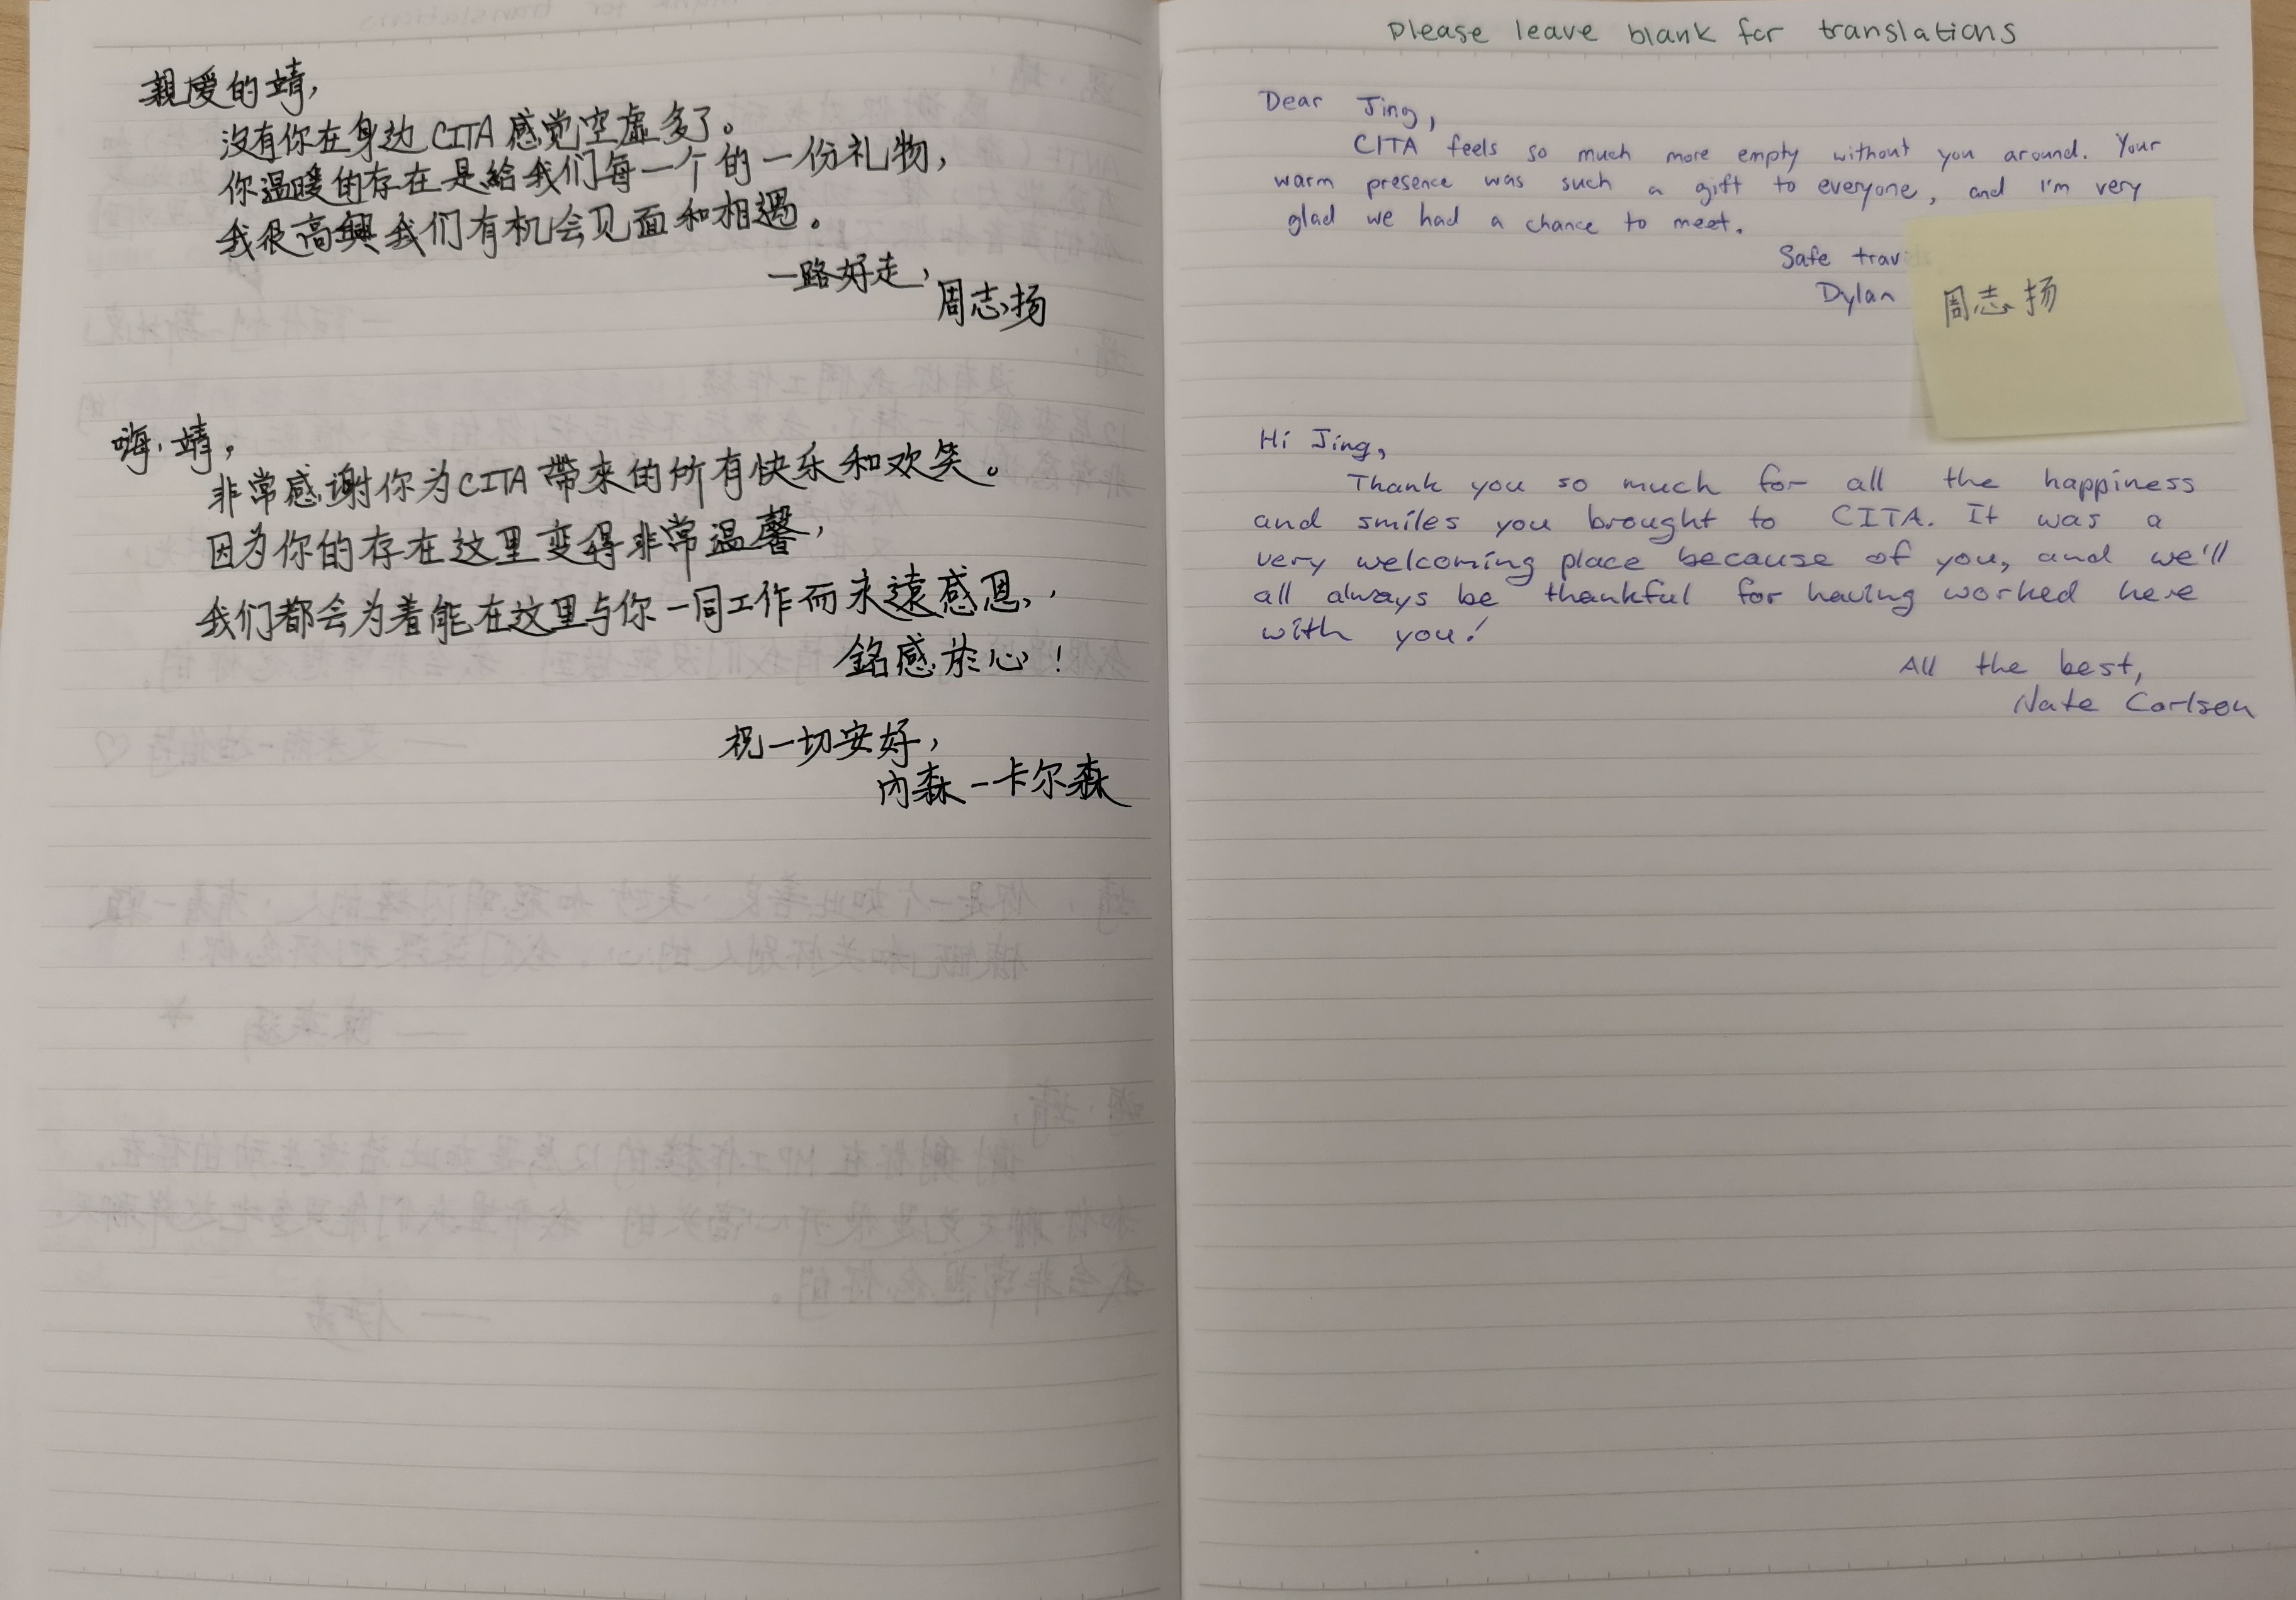 親爱的靖，
沒有你在身边 CITA 感觉空虚多了。
你温暖的存在是給我们每一个的一份礼物，
我很高興我们有机会见面和相遇。
一路好走，
周志扬
嗨，靖，
非常感谢你为CITA 帶来的所有快乐和欢笑。
因为你的存在这里变得非常温馨，
我们都会为着能在这里与你一同工作而永遠感恩，
銘感於心！
祝一切安好，
内森－卡尔森
please leave blank for translations
Dear Jing,
CITA feels so much more empty without you around. Your
warm presence was such a gift to everyone, and I'm very
glad we had a chance to meet.
Safe trav
Dylan
周志扬
Hi Jing,
Thank you so much for all the happiness
and smiles you brought to CITA. It was a
very welcoming place because of you, and we'll
all always be thankful for having worked here
with you!
All the best,
Nate Carlson